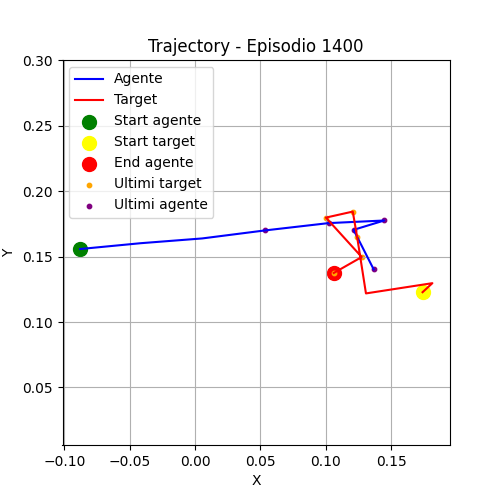 Trajectory - Episodio 1400
Agente
Target
Start agente
Start target
End agente
Ultimi target
Ultimi agente
0.30
0.25
0.20
0.15
0.10
0.05
Y
−0.10 −0.05 0.00 0.05 0.10 0.15
X